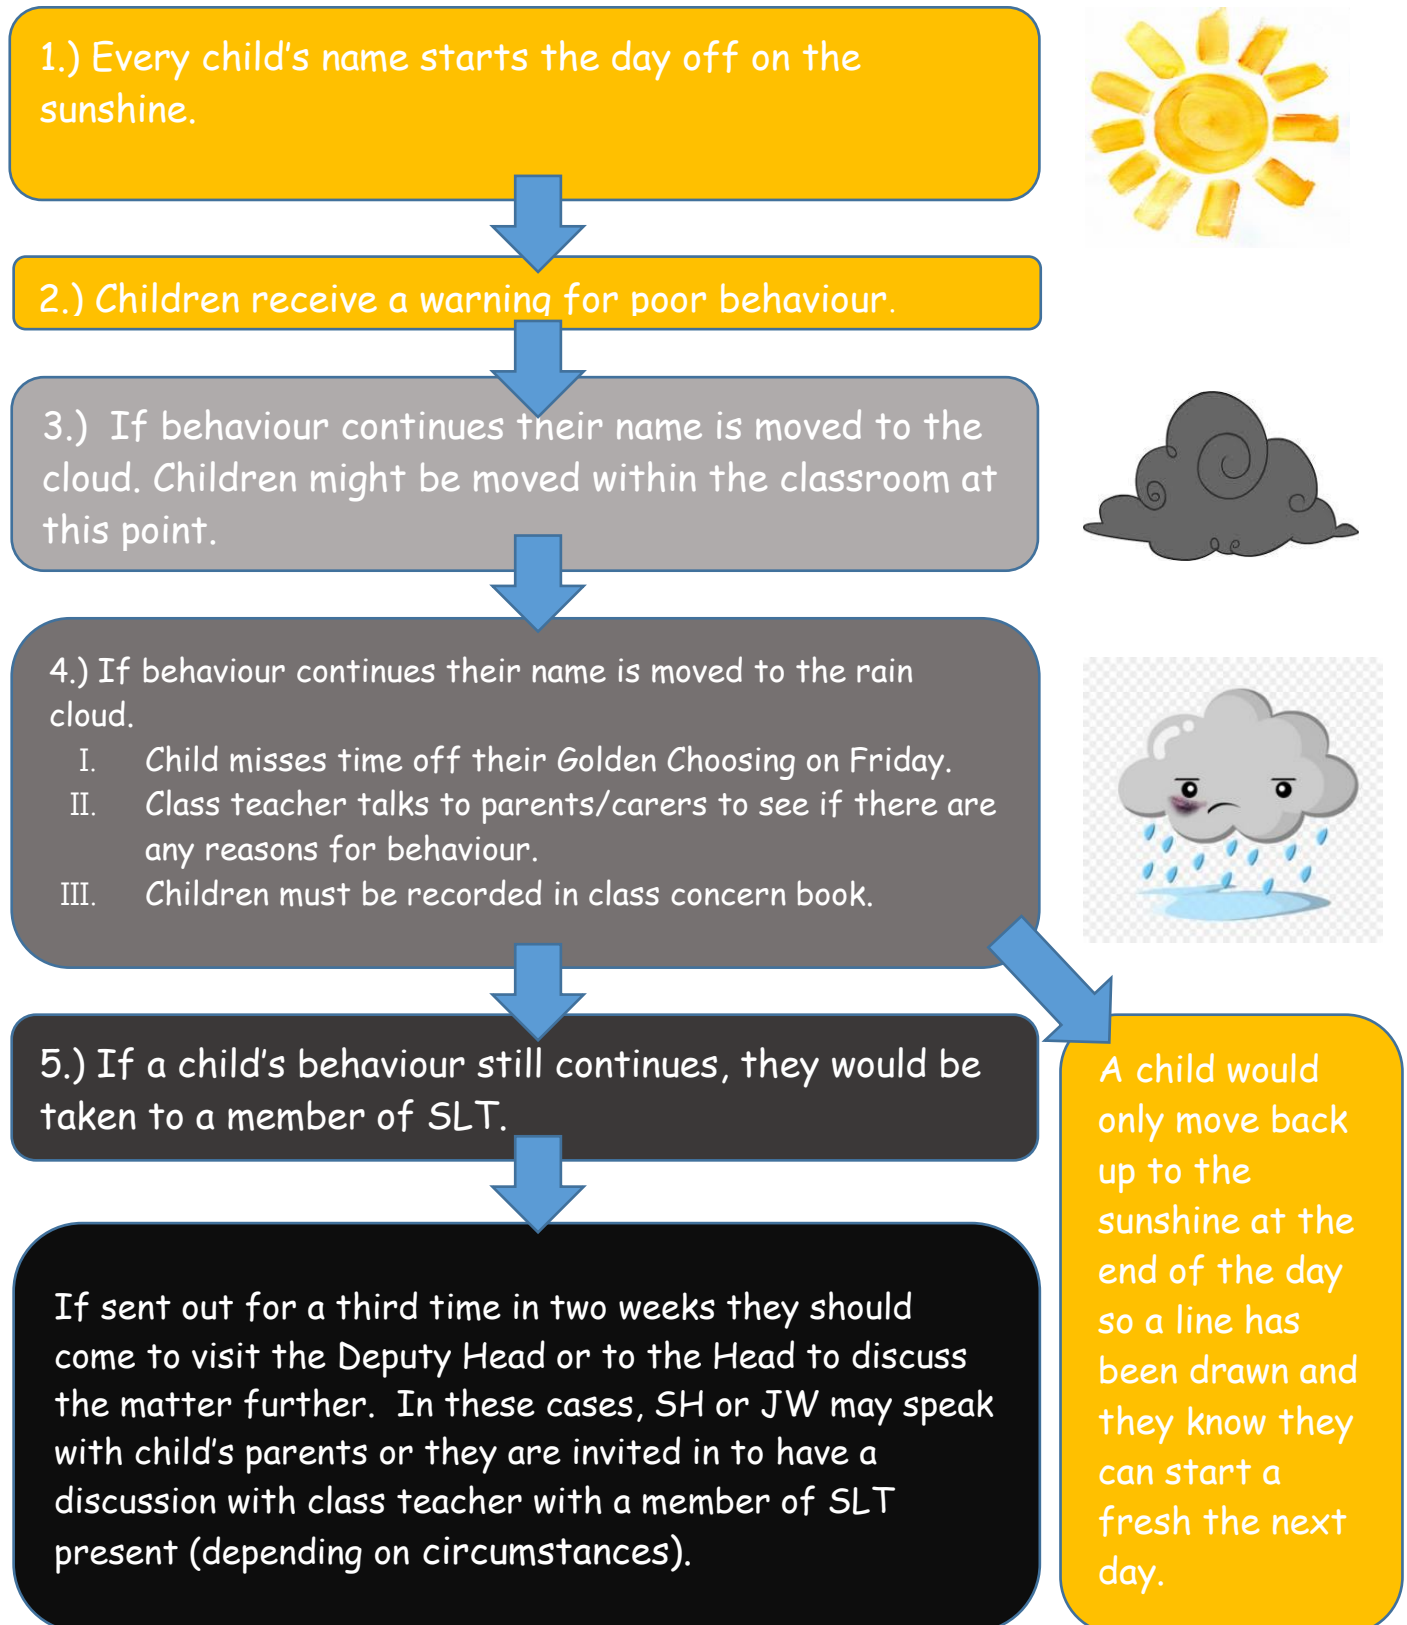 1.) Every child's name starts the day off on the
sunshine.
2.) Children receive a warning for poor behaviour.
3.)  If behaviour continues their name is moved to the
cloud. Children might be moved within the classroom at
this point.
4.) If behaviour continues their name is moved to the rain
cloud.
I. Child misses time off their Golden Choosing on Friday.
II. Class teacher talks to parents/carers to see if there are
any reasons for behaviour.
III. Children must be recorded in class concern book.
5.) If a child's behaviour still continues, they would be
taken to a member of SLT.
If sent out for a third time in two weeks they should
come to visit the Deputy Head or to the Head to discuss
the matter further.  In these cases, SH or JW may speak
with child's parents or they are invited in to have a
discussion with class teacher with a member of SLT
present (depending on circumstances).
A child would
only move back
up to the
sunshine at the
end of the day
so a line has
been drawn and
they know they
can start a
fresh the next
day.